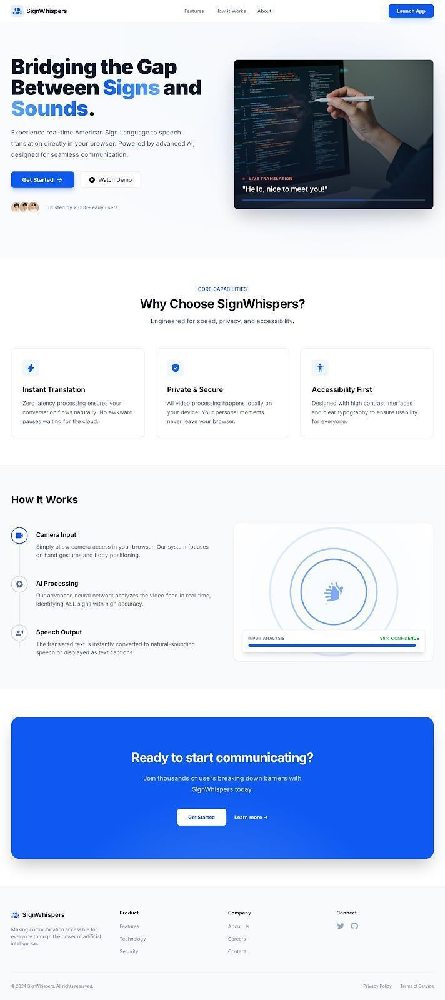 SignWhispers
Features
How it Works
About
Launch App
Bridging the Gap
Between Signs and
Sounds.
Experience real-time American Sign Language to speech
translation directly in your browser. Powered by advanced AI,
designed for seamless communication.
Get Started →
Watch Demo
Trusted by 2,000+ early users
LIVE TRANSLATION
"Hello, nice to meet you!"
CORE CAPABILITIES
Why Choose SignWhispers?
Engineered for speed, privacy, and accessibility.
Instant Translation
Zero latency processing ensures your
conversation flows naturally. No awkward
pauses waiting for the cloud.
Private & Secure
All video processing happens locally on
your device. Your personal moments
never leave your browser.
Accessibility First
Designed with high contrast interfaces
and clear typography to ensure usability
for everyone.
How It Works
Camera Input
Simply allow camera access in your browser. Our system focuses
on hand gestures and body positioning.
AI Processing
Our advanced neural network analyzes the video feed in real-time,
identifying ASL signs with high accuracy.
Speech Output
The translated text is instantly converted to natural-sounding
speech or displayed as text captions.
INPUT ANALYSIS
98% CONFIDENCE
Ready to start communicating?
Join thousands of users breaking down barriers with
SignWhispers today.
Get Started
Learn more →
SignWhispers
Making communication accessible for
everyone through the power of artificial
intelligence.
Product
Features
Technology
Security
Company
About Us
Careers
Contact
Connect
© 2024 SignWhispers. All rights reserved.
Privacy Policy
Terms of Service